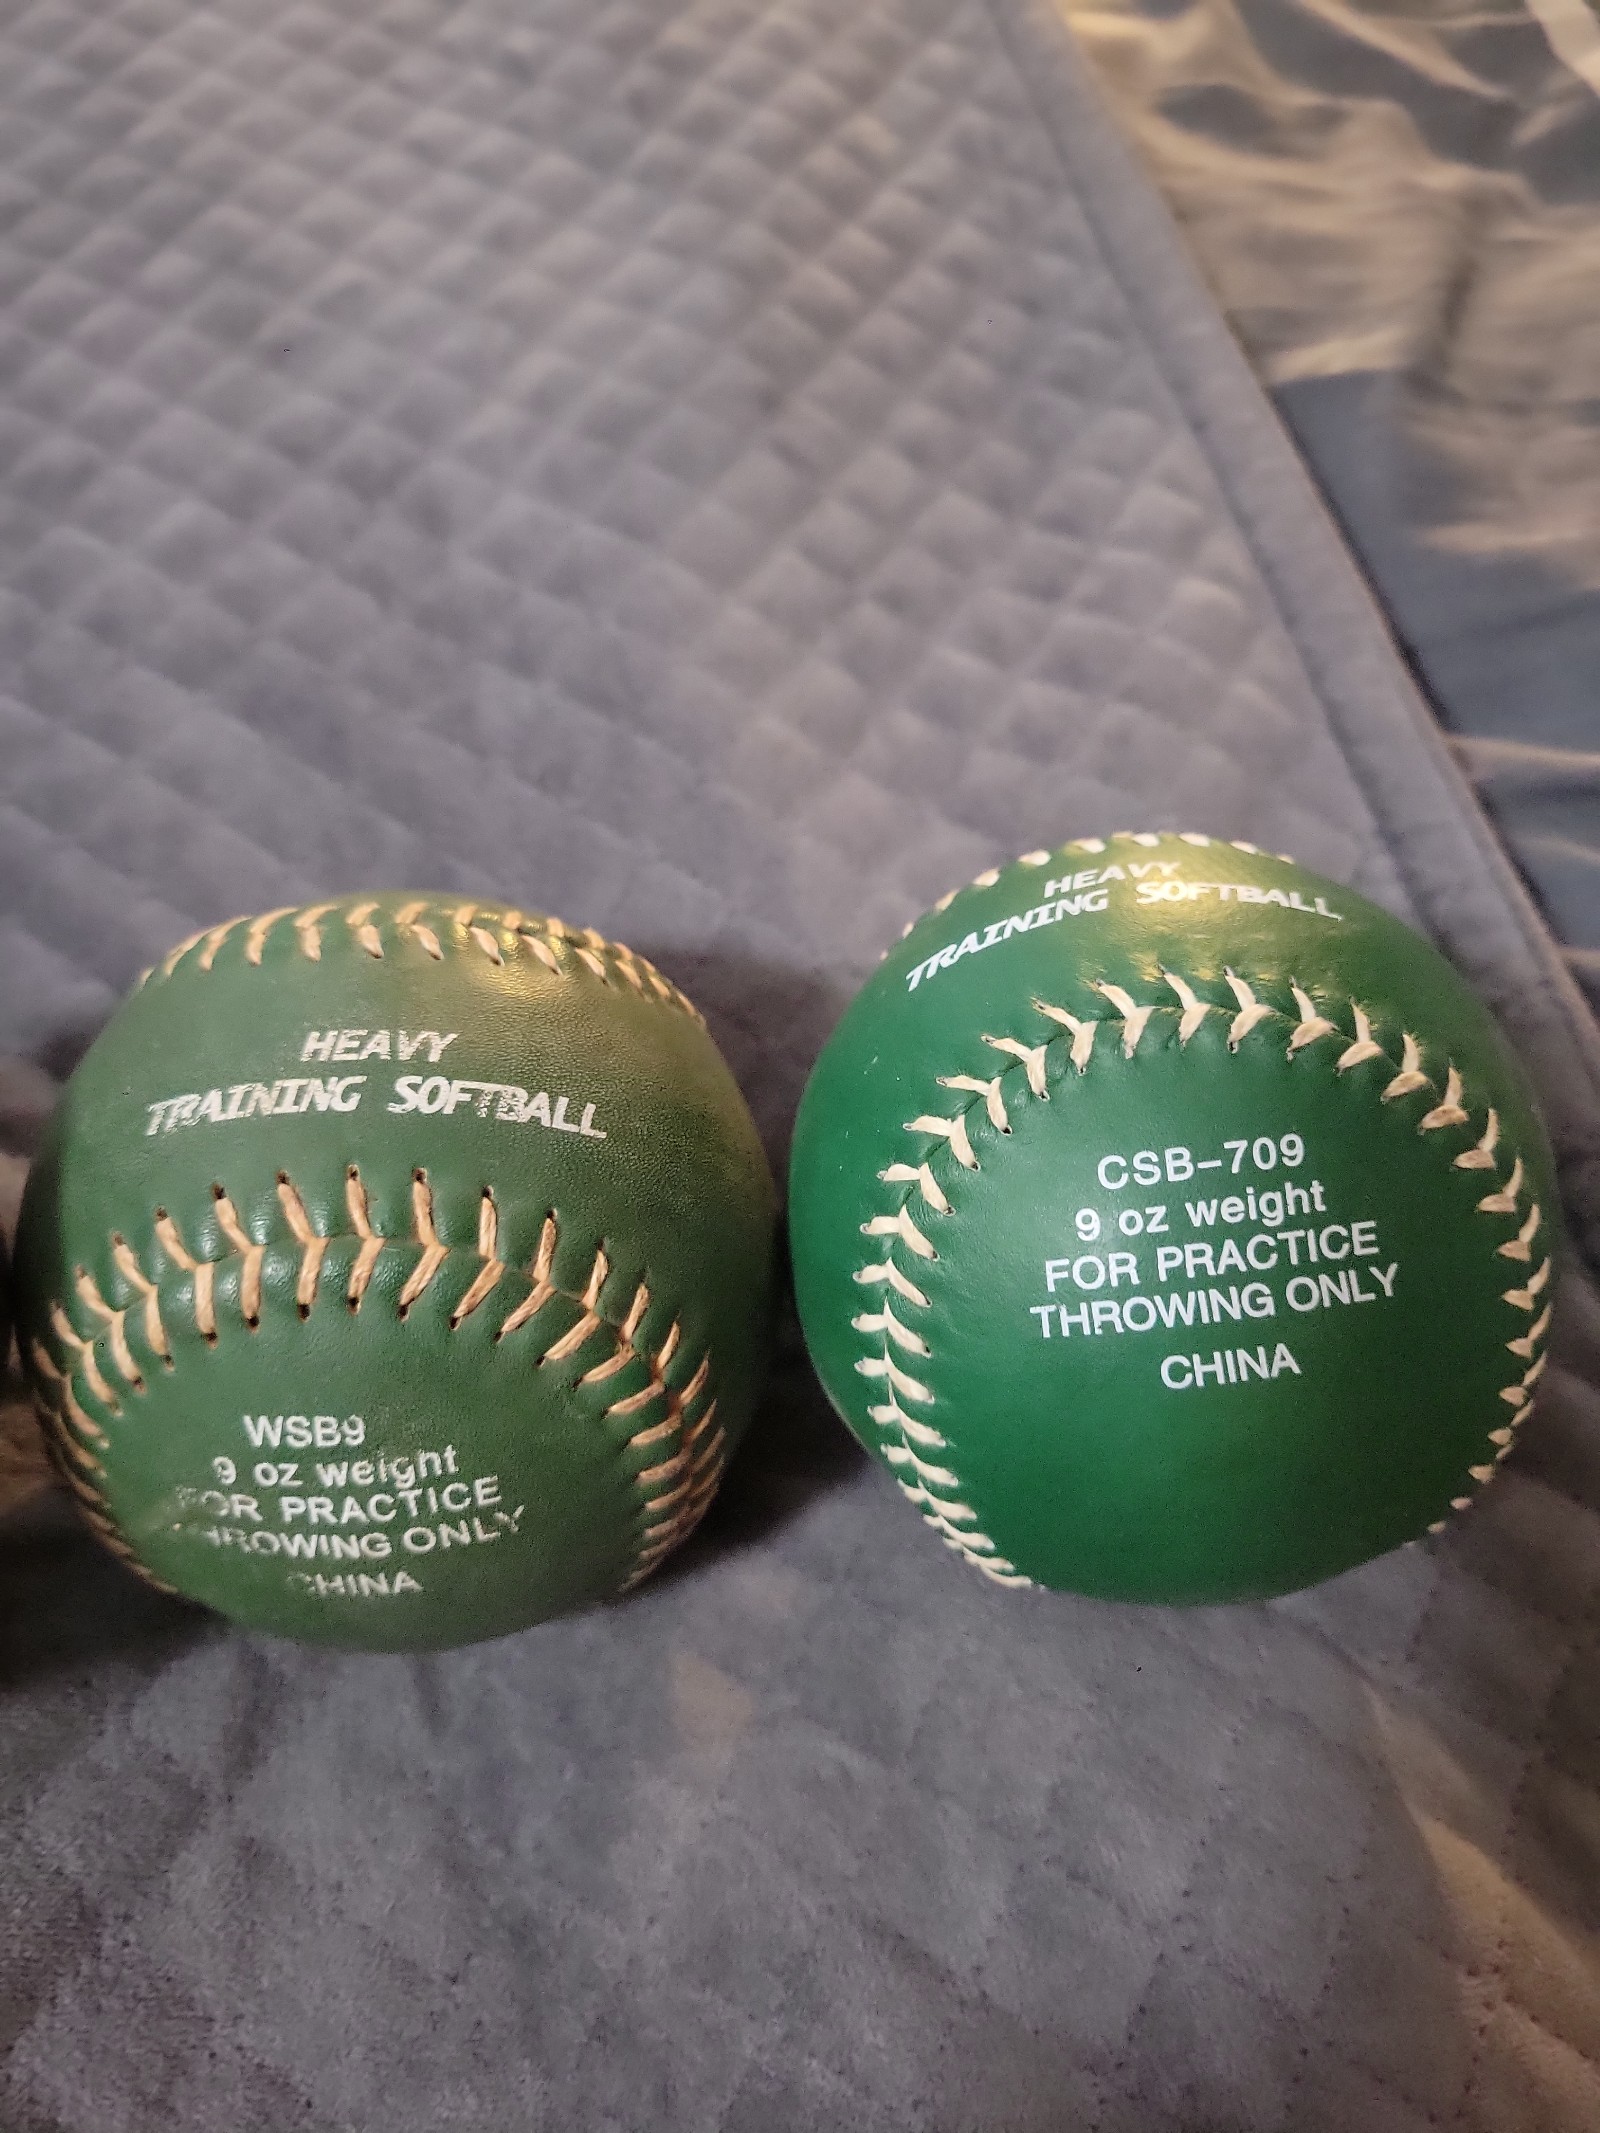 HEAVY
TRAINING SOFTBALL
WSB9
9 oz weight
FOR PRACTICE
THROWING ONLY
CHINA
HEAVY
TRAINING SOFTBALL
CSB-709
9 oz weight
FOR PRACTICE
THROWING ONLY
CHINA